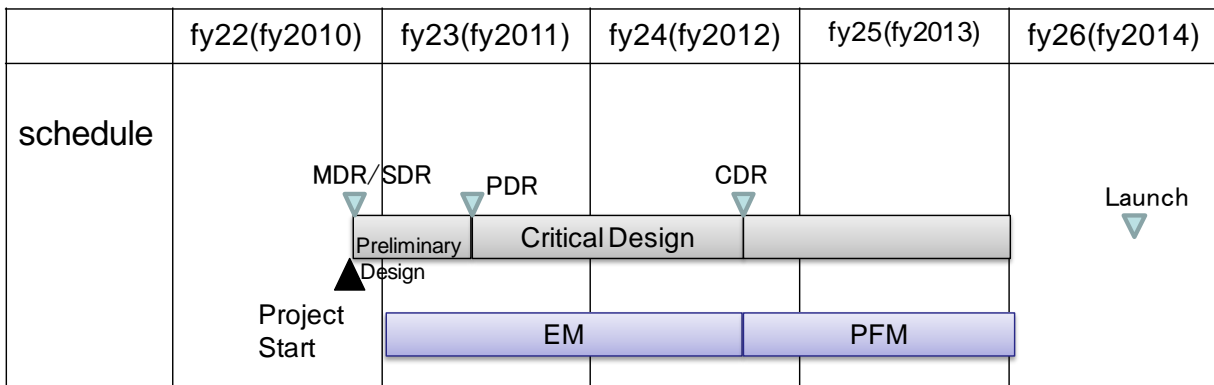 fy22(fy2010) fy23(fy2011) fy24(fy2012) fy25(fy2013) fy26(fy2014)
schedule
MDR/SDR PDR CDR Launch
Preliminary Critical Design
Design
Project
Start
EM PFM